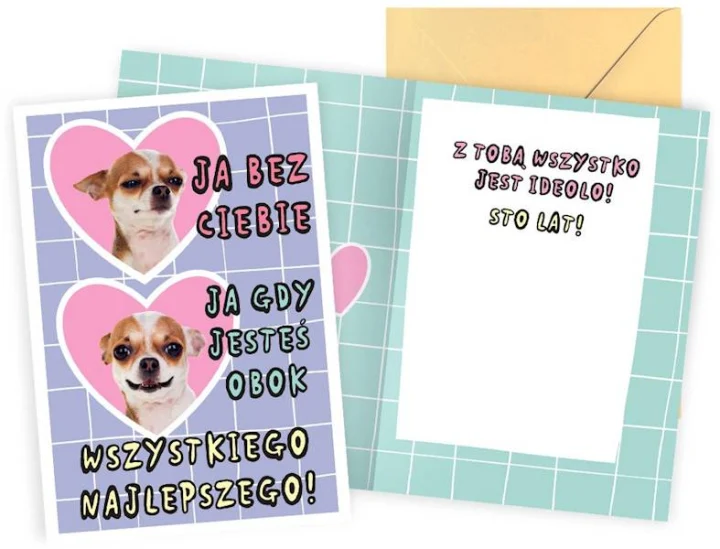 JA BEZ
CIEBIE
JA GDY
JESTEŚ
OBOK
WSZYSTKIEGO
NAJLEPSZEGO!
Z TOBĄ WSZYSTKO
JEST IDEOLO!
STO LAT!